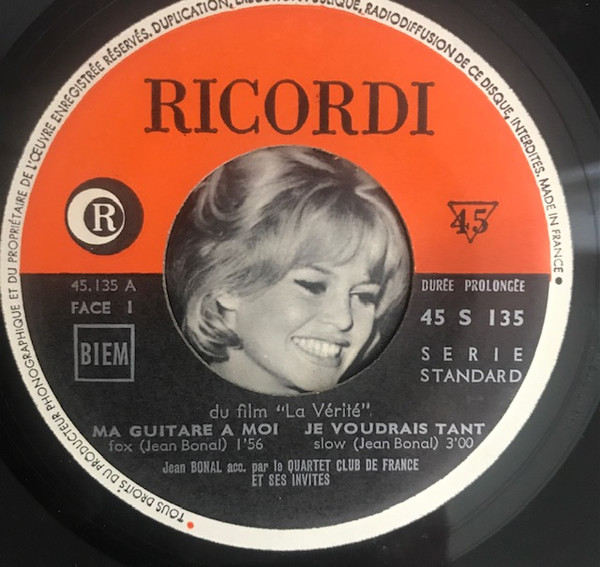 TOUS DROITS DU PRODUCTEUR PHONOGRAPHIQUE ET DU PROPRIÉTAIRE DE L'ŒUVRE ENREGISTRÉE RÉSERVÉS, DUPLICATION, EXÉCUTION PUBLIQUE, RADIODIFFUSION DE CE DISQUE, INTERDITES. MADE IN FRANCE
RICORDI
R
45
45.135 A
FACE 1
BIEM
DURÉE PROLONGÉE
45 S 135
SERIE
STANDARD
du film "La Vérité"
MA GUITARE A MOI JE VOUDRAIS TANT
fox (Jean Bonal) 1'56 slow (Jean Bonal) 3'00
Jean BONAL acc. par le QUARTET CLUB DE FRANCE
ET SES INVITES